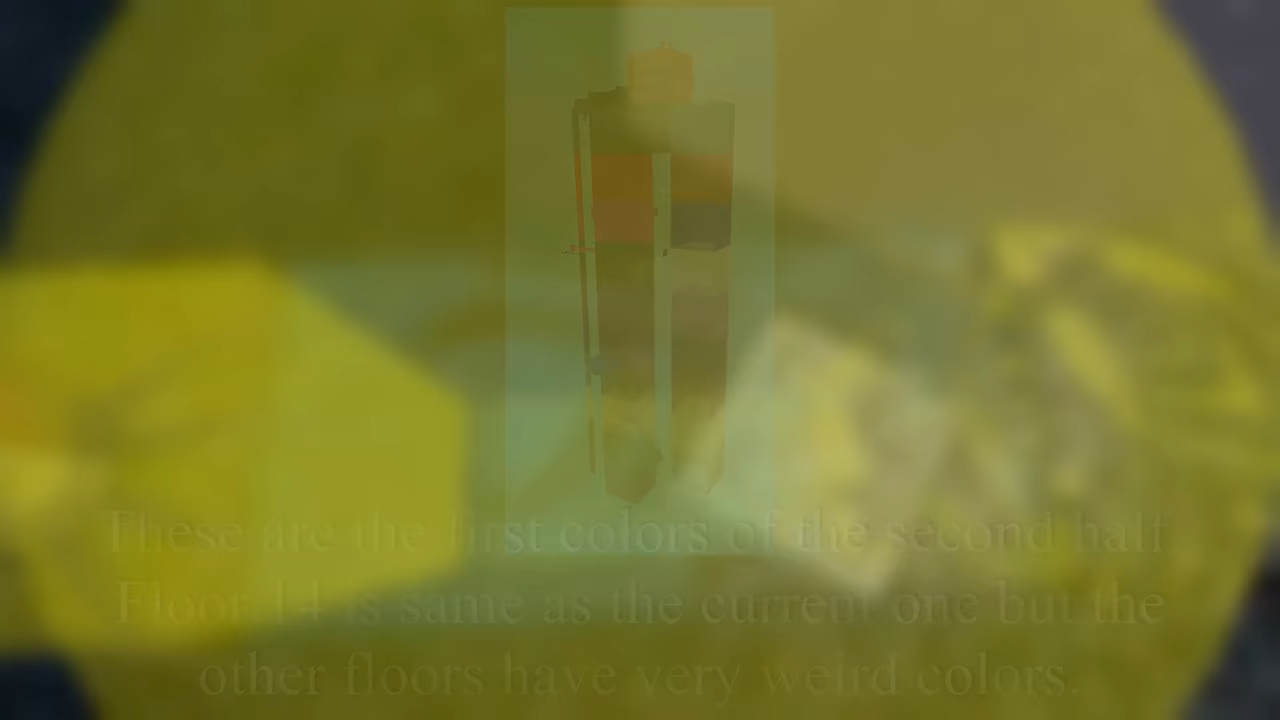 These are the first colors of the second half
Floor 14 is same as the current one but the
other floors have very weird colors.